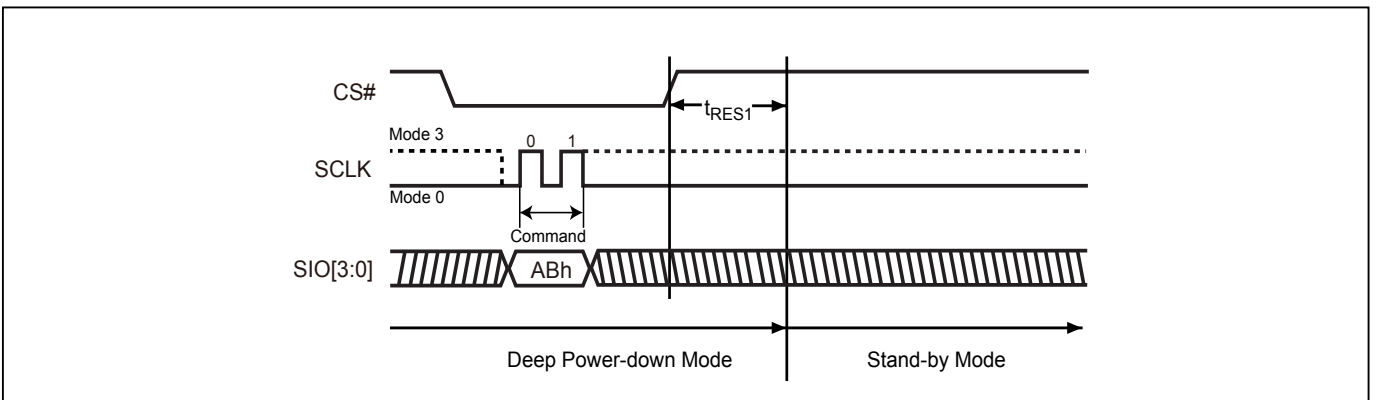 CS#
tRES1
Mode 3
0 1
SCLK
Mode 0
Command
SIO[3:0]
ABh
Deep Power-down Mode
Stand-by Mode